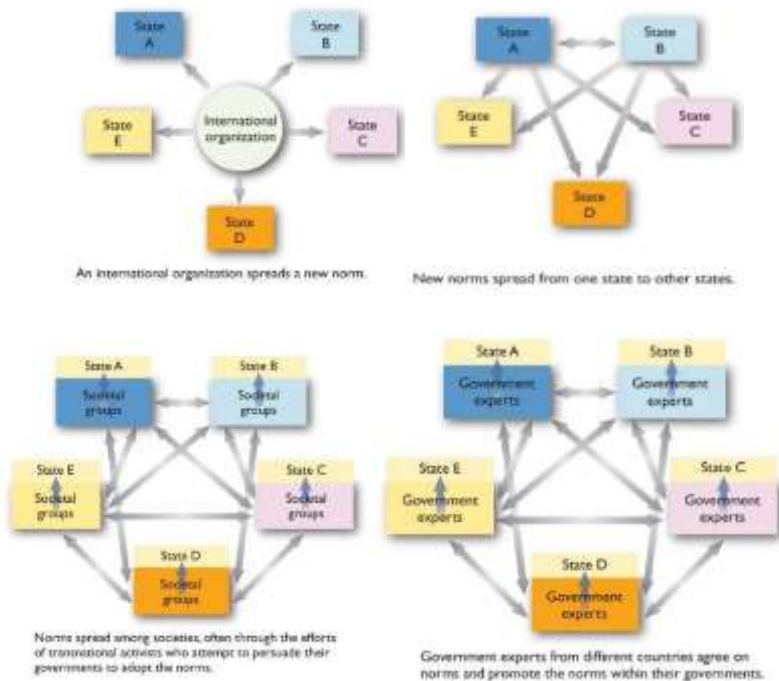 State
A
State
B
International
organization
State
E
State
C
State
D
An international organization spreads a new norm.
State
A
State
B
State
E
State
C
State
D
New norms spread from one state to other states.
State A
Societal
groups
State B
Societal
groups
State E
Societal
groups
State C
Societal
groups
State D
Societal
groups
Norms spread among societies, often through the efforts
of transnational activists who attempt to persuade their
governments to adopt the norms.
State A
Government
experts
State B
Government
experts
State E
Government
experts
State C
Government
experts
State D
Government
experts
Government experts from different countries agree on
norms and promote the norms within their governments.